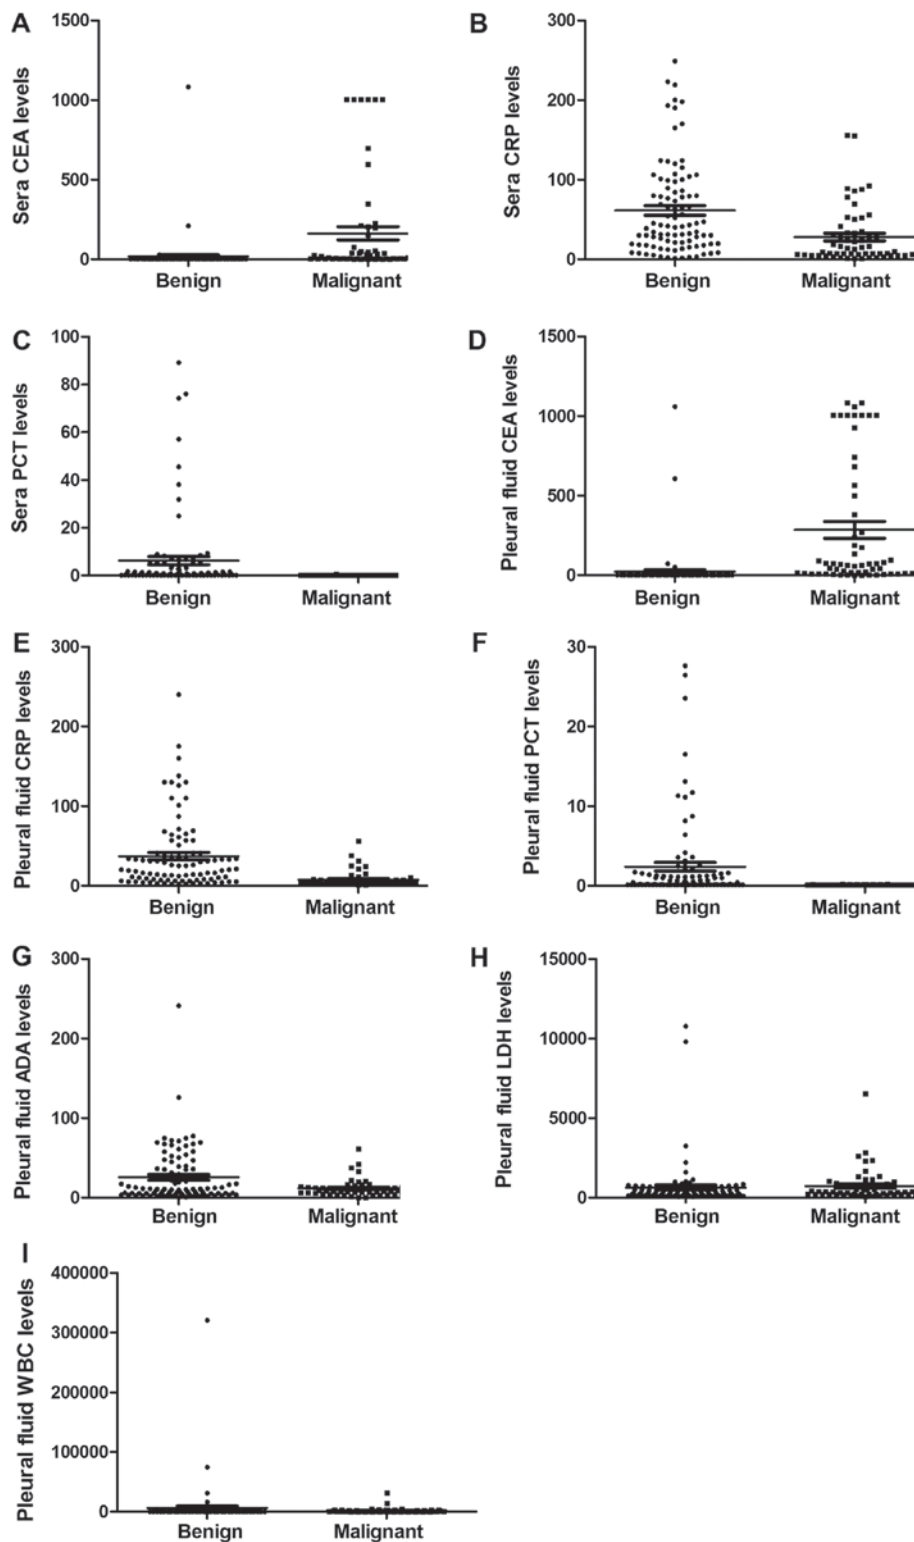 A
Sera CEA levels
1500
1000
500
0
Benign Malignant
B
Sera CRP levels
300
200
100
0
Benign Malignant
C
Sera PCT levels
100
80
60
40
20
0
Benign Malignant
D
Pleural fluid CEA levels
1500
1000
500
0
Benign Malignant
E
Pleural fluid CRP levels
300
200
100
0
Benign Malignant
F
Pleural fluid PCT levels
30
20
10
0
Benign Malignant
G
Pleural fluid ADA levels
300
200
100
0
Benign Malignant
H
Pleural fluid LDH levels
15000
10000
5000
0
Benign Malignant
I
Pleural fluid WBC levels
400000
300000
200000
100000
0
Benign Malignant